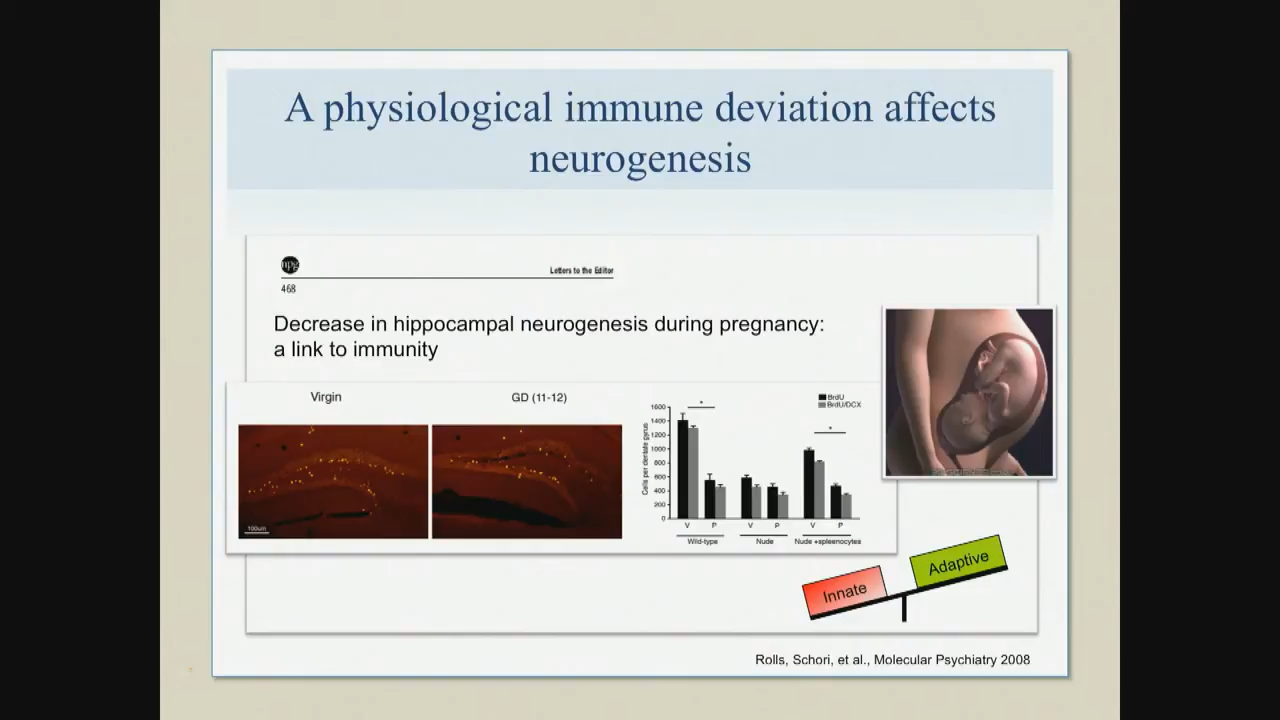 A physiological immune deviation affects
neurogenesis
npg
Letters to the Editor
468
Decrease in hippocampal neurogenesis during pregnancy:
a link to immunity
Virgin
GD (11-12)
100um
BrdU
BrdU/DCX
Cells per dentate gyrus
1600
1400
1200
1000
800
600
400
200
0
*
*
V P V P V P
Wild-type Nude Nude +spleenocytes
Innate
Adaptive
Rolls, Schori, et al., Molecular Psychiatry 2008